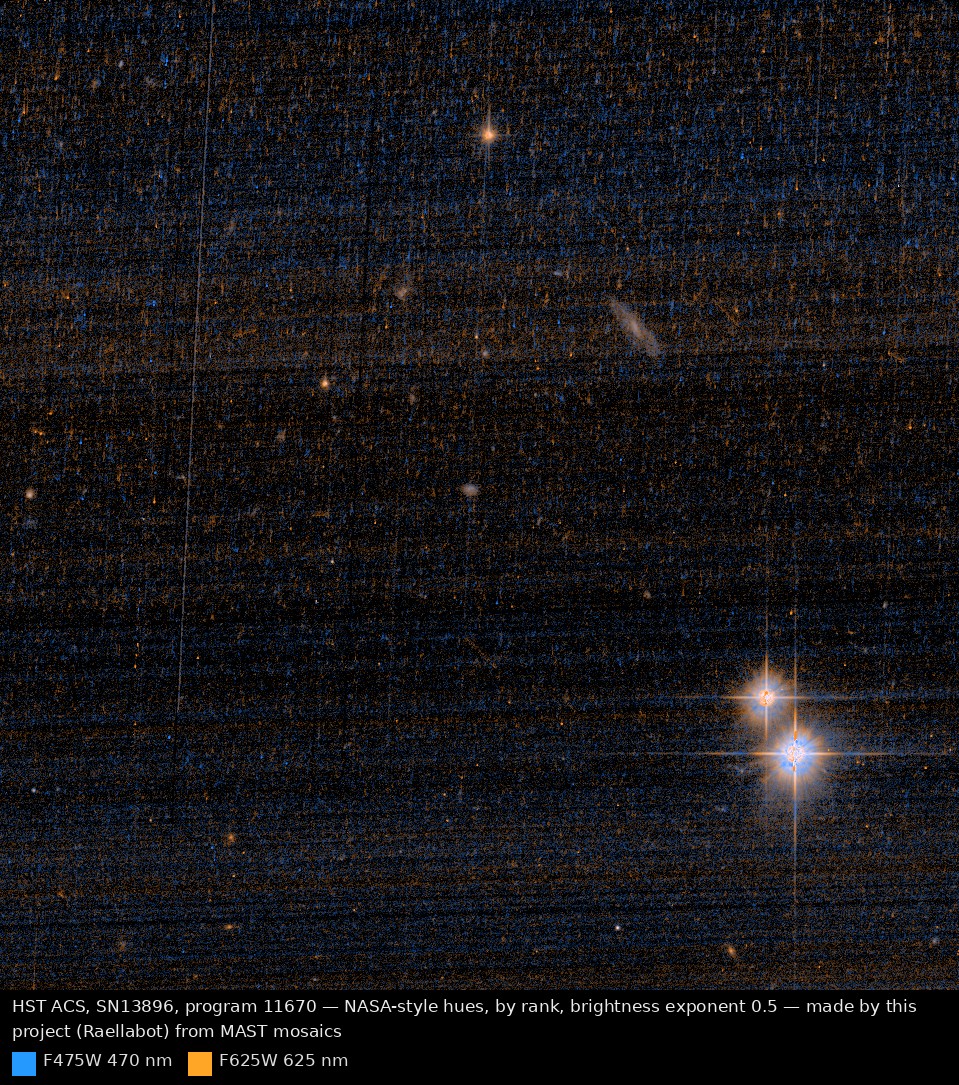 HST ACS, SN13896, program 11670 — NASA-style hues, by rank, brightness exponent 0.5 — made by this
project (Raellabot) from MAST mosaics
F475W 470 nm F625W 625 nm